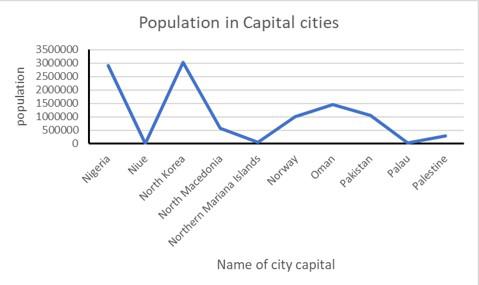 Population in Capital cities
population
3500000
3000000
2500000
2000000
1500000
1000000
500000
0
Nigeria
Niue
North Korea
North Macedonia
Northern Mariana Islands
Norway
Oman
Pakistan
Palau
Palestine
Name of city capital